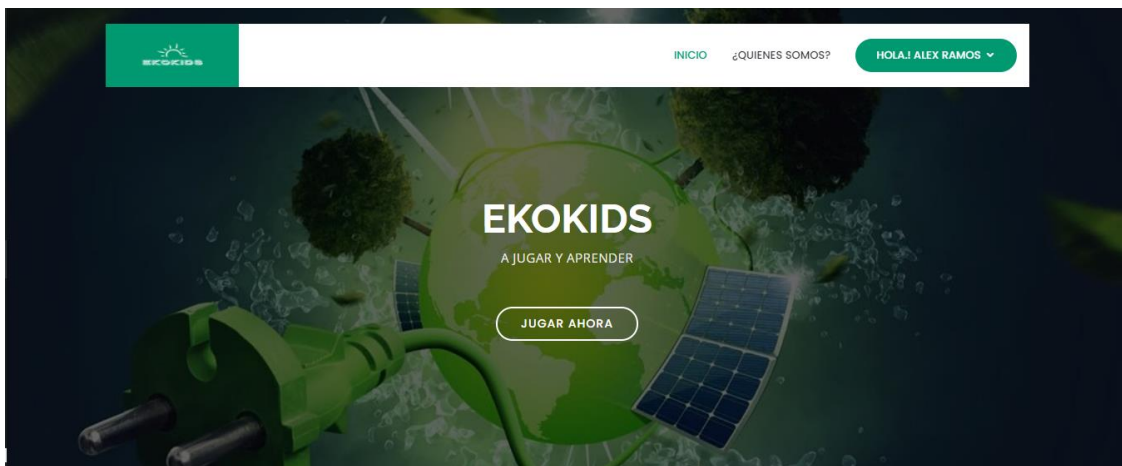 EKOKIDS
INICIO ¿QUIENES SOMOS? HOLA.! ALEX RAMOS
EKOKIDS
A JUGAR Y APRENDER
JUGAR AHORA